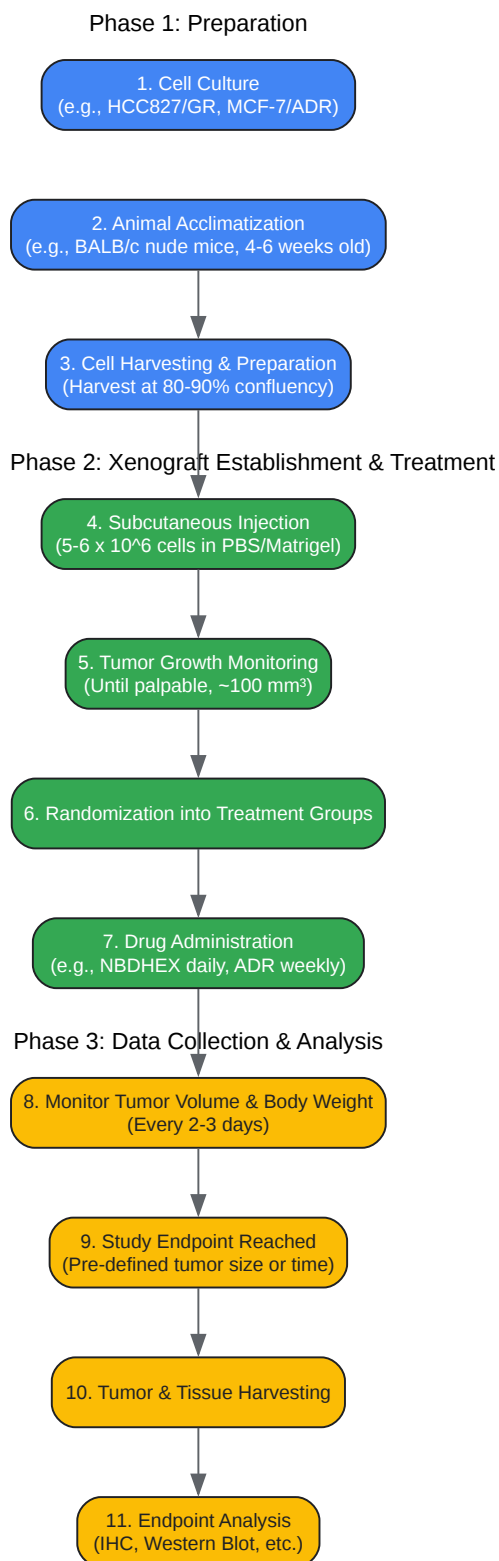 Phase 1: Preparation
1. Cell Culture
(e.g., HCC827/GR, MCF-7/ADR)
2. Animal Acclimatization
(e.g., BALB/c nude mice, 4-6 weeks old)
3. Cell Harvesting & Preparation
(Harvest at 80-90% confluency)
Phase 2: Xenograft Establishment & Treatment
4. Subcutaneous Injection
(5-6 x 10^6 cells in PBS/Matrigel)
5. Tumor Growth Monitoring
(Until palpable, ~100 mm³)
6. Randomization into Treatment Groups
7. Drug Administration
(e.g., NBDHEX daily, ADR weekly)
Phase 3: Data Collection & Analysis
8. Monitor Tumor Volume & Body Weight
(Every 2-3 days)
9. Study Endpoint Reached
(Pre-defined tumor size or time)
10. Tumor & Tissue Harvesting
11. Endpoint Analysis
(IHC, Western Blot, etc.)